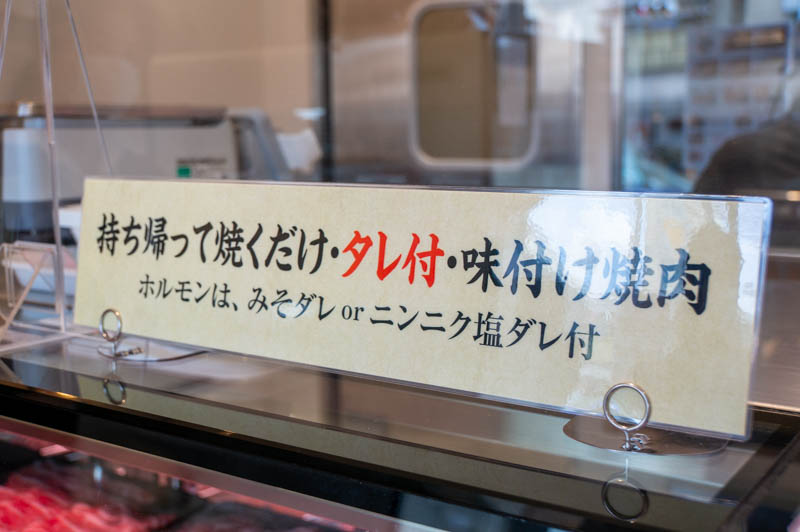 持ち帰って焼くだけ・タレ付・味付け焼肉
ホルモンは、みそダレ or ニンニク塩ダレ付